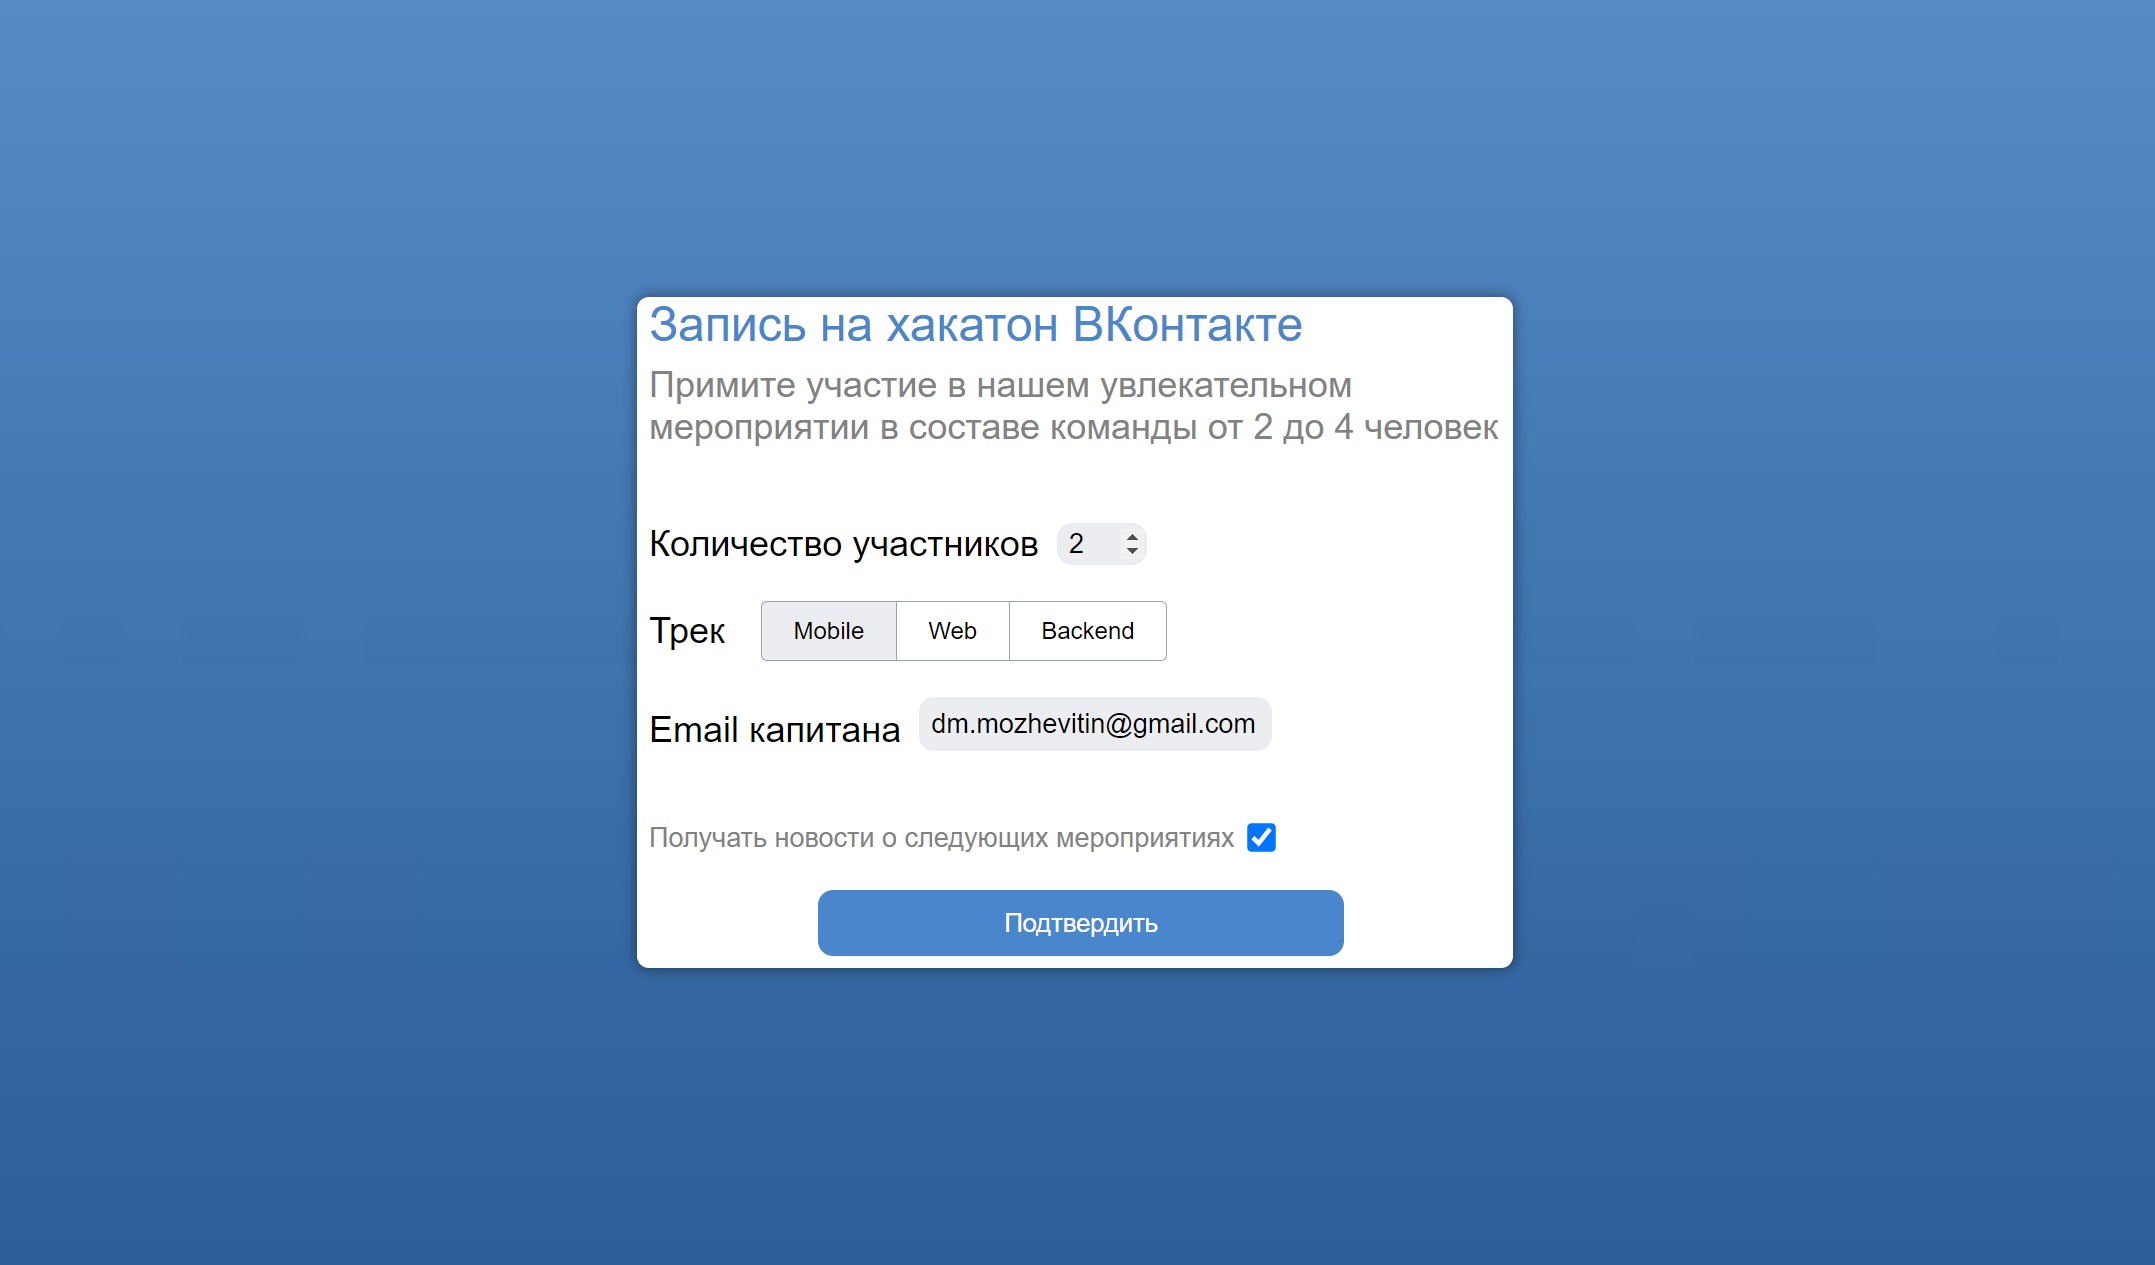 Запись на хакатон ВКонтакте
Примите участие в нашем увлекательном
мероприятии в составе команды от 2 до 4 человек
Количество участников 2
Трек Mobile Web Backend
Email капитана dm.mozhevitin@gmail.com
Получать новости о следующих мероприятиях
Подтвердить